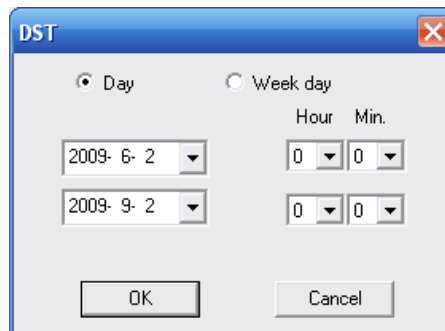 DST
Day Week day
Hour Min.
2009- 6- 2 0 0
2009- 9- 2 0 0
OK Cancel